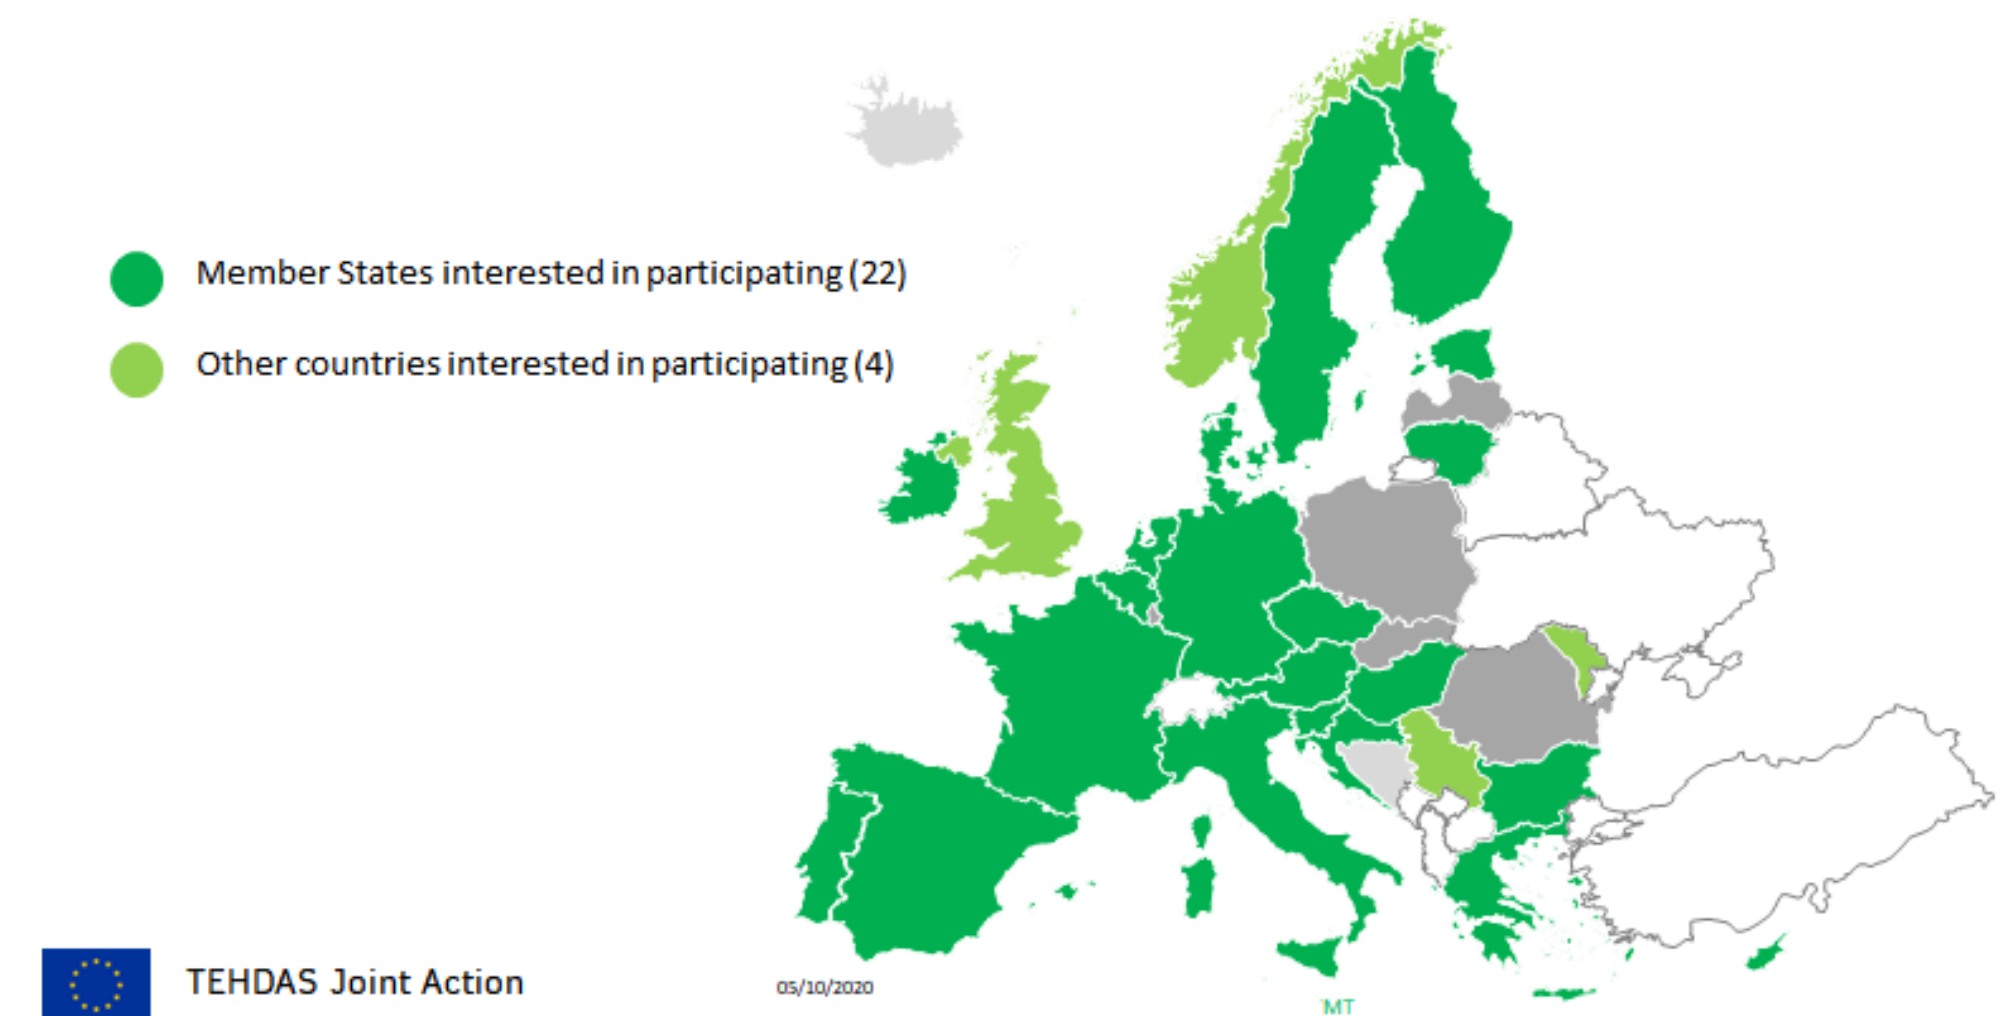 Member States interested in participating (22)
Other countries interested in participating (4)
TEHDAS Joint Action
05/10/2020
MT